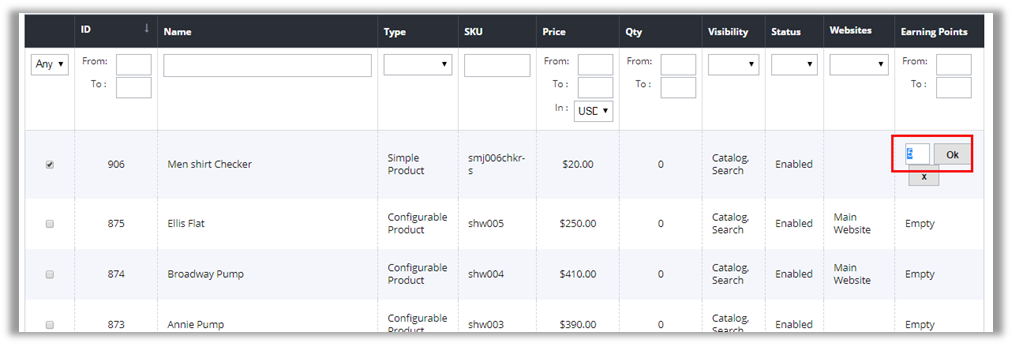 ID Name Type SKU Price Qty Visibility Status Websites Earning Points
Any From: From: From: From:
To : To : To : To :
In : USD
906 Men shirt Checker Simple Product smj006chkr-s $20.00 0 Catalog, Search Enabled 5 Ok
x
875 Ellis Flat Configurable Product shw005 $250.00 0 Catalog, Search Enabled Main Website Empty
874 Broadway Pump Configurable Product shw004 $410.00 0 Catalog, Search Enabled Main Website Empty
873 Annie Pump Configurable Product shw003 $390.00 0 Catalog, Search Enabled Main Website Empty